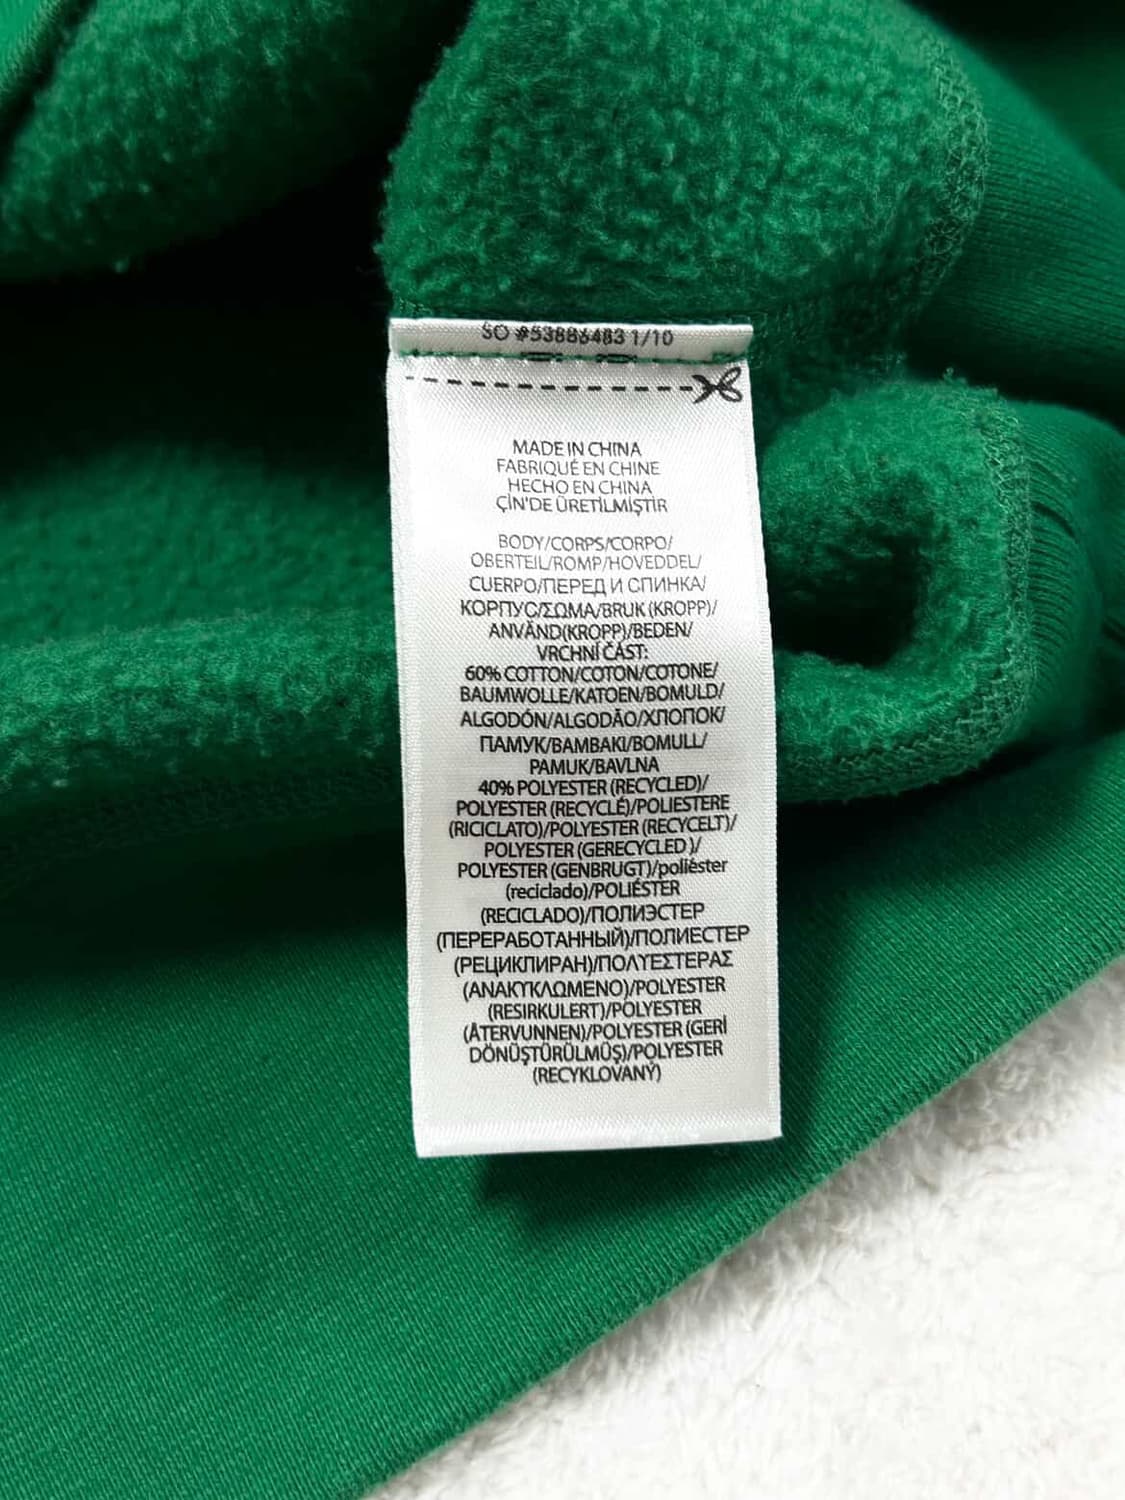 SO #53886483 1/10
MADE IN CHINA
FABRIQUÉ EN CHINE
HECHO EN CHINA
ÇİN'DE ÜRETİLMİŞTİR
BODY/CORPS/CORPO/
OBERTEIL/ROMP/HOVEDDEL/
CUERPO/ПЕРЕД И СПИНКА/
КОРПУС/ΣΩΜΑ/BRUK (KROPP)/
ANVÄND(KROPP)/BEDEN/
VRCHNÍ ČÁST:
60% COTTON/COTON/COTONE/
BAUMWOLLE/KATOEN/BOMULD/
ALGODÓN/ALGODÃO/ХЛОПОК/
ПАМУК/BAMBAKI/BOMULL/
PAMUK/BAVLNA
40% POLYESTER (RECYCLED)/
POLYESTER (RECYCLÉ)/POLIESTERE
(RICICLATO)/POLYESTER (RECYCELT)/
POLYESTER (GERECYCLED )/
POLYESTER (GENBRUGT)/poliéster
(reciclado)/POLIÉSTER
(RECICLADO)/ПОЛИЭСТЕР
(ПЕРЕРАБОТАННЫЙ)/ПОЛИЕСТЕР
(РЕЦИКЛИРАН)/ΠΟΛΥΕΣΤΕΡΑΣ
(ΑΝΑΚΥΚΛΩΜΕΝΟ)/POLYESTER
(RESIRKULERT)/POLYESTER
(ÅTERVUNNEN)/POLYESTER (GERİ
DÖNÜŞTÜRÜLMÜŞ)/POLYESTER
(RECYKLOVANÝ)